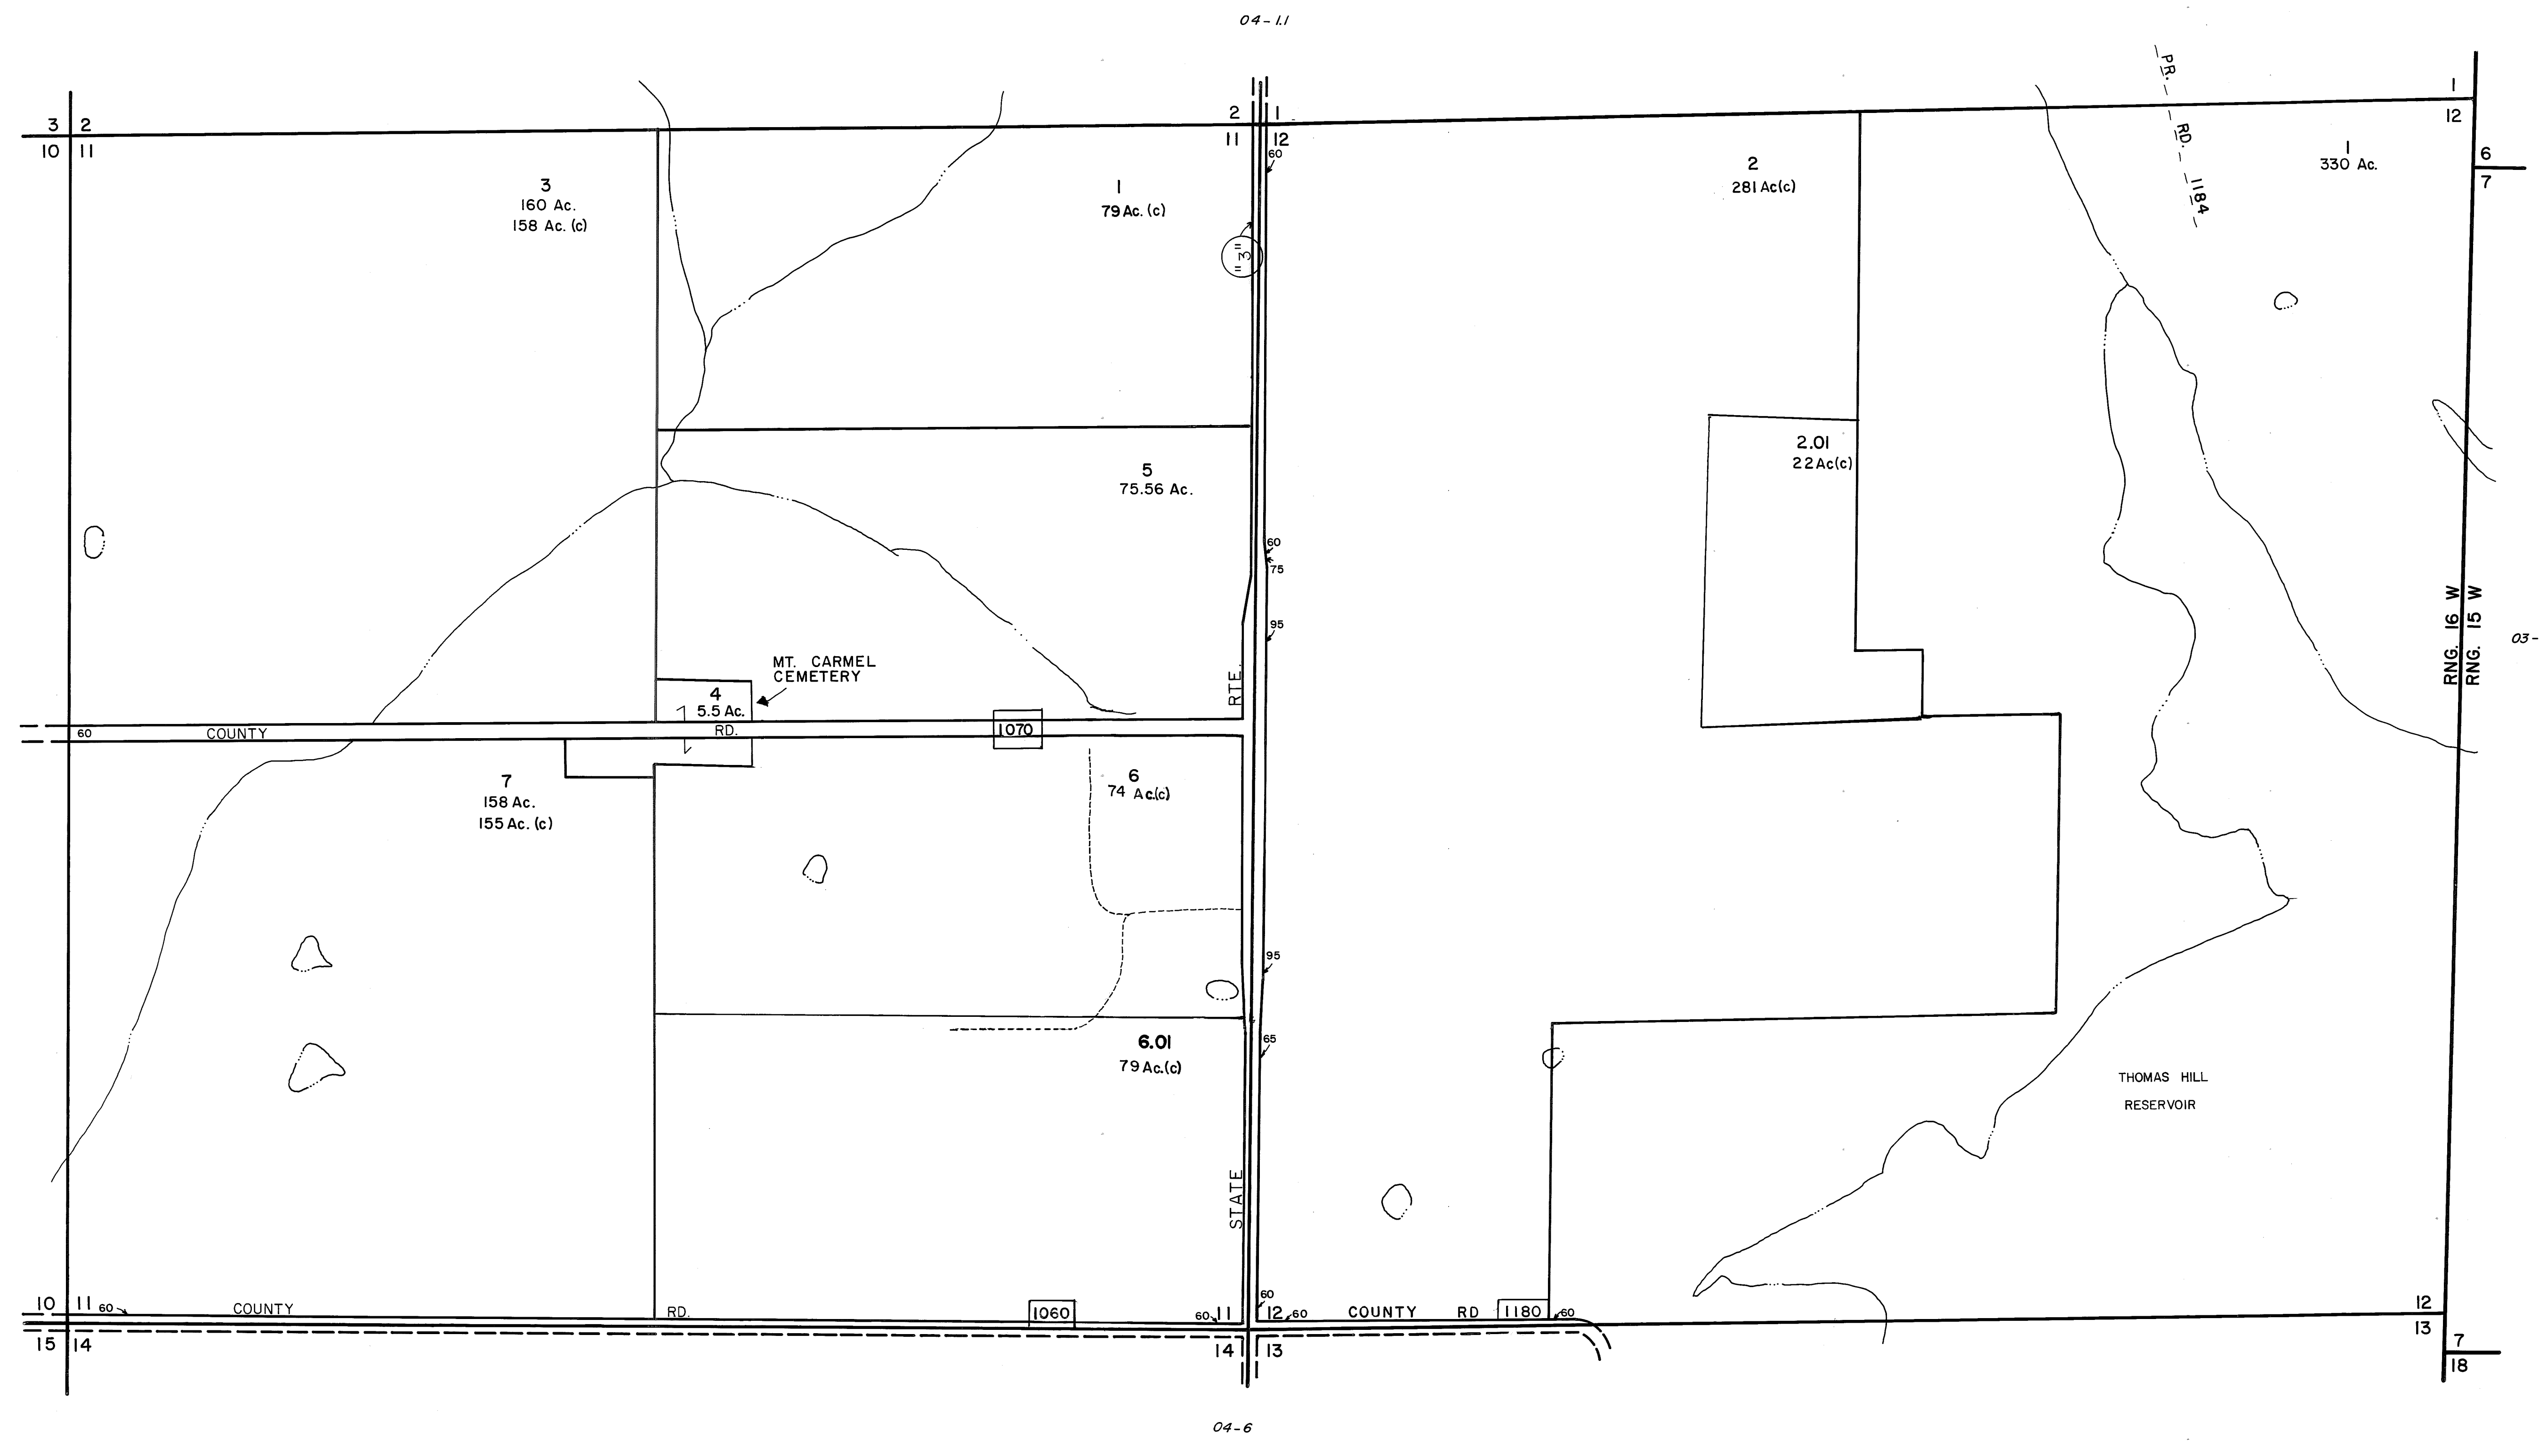 04-1.1
3 2
10 11
2 1
11 12
1
12
6
7
PR. RD. 1184
3
160 Ac.
158 Ac. (c)
1
79 Ac. (c)
60
"3"
2
281 Ac(c)
1
330 Ac.
5
75.56 Ac.
2.01
22 Ac(c)
60
75
95
RNG. 16 W
RNG. 15 W
03-
MT. CARMEL
CEMETERY
4
5.5 Ac.
RTE.
60
COUNTY RD. 1070
7
158 Ac.
155 Ac. (c)
6
74 Ac.(c)
95
65
6.01
79 Ac.(c)
THOMAS HILL
RESERVOIR
STATE
60
10 11 60
COUNTY RD. 1060
60 11
12 60
COUNTY RD 1180 60
12
13
15 14
14 13
7
18
04-6